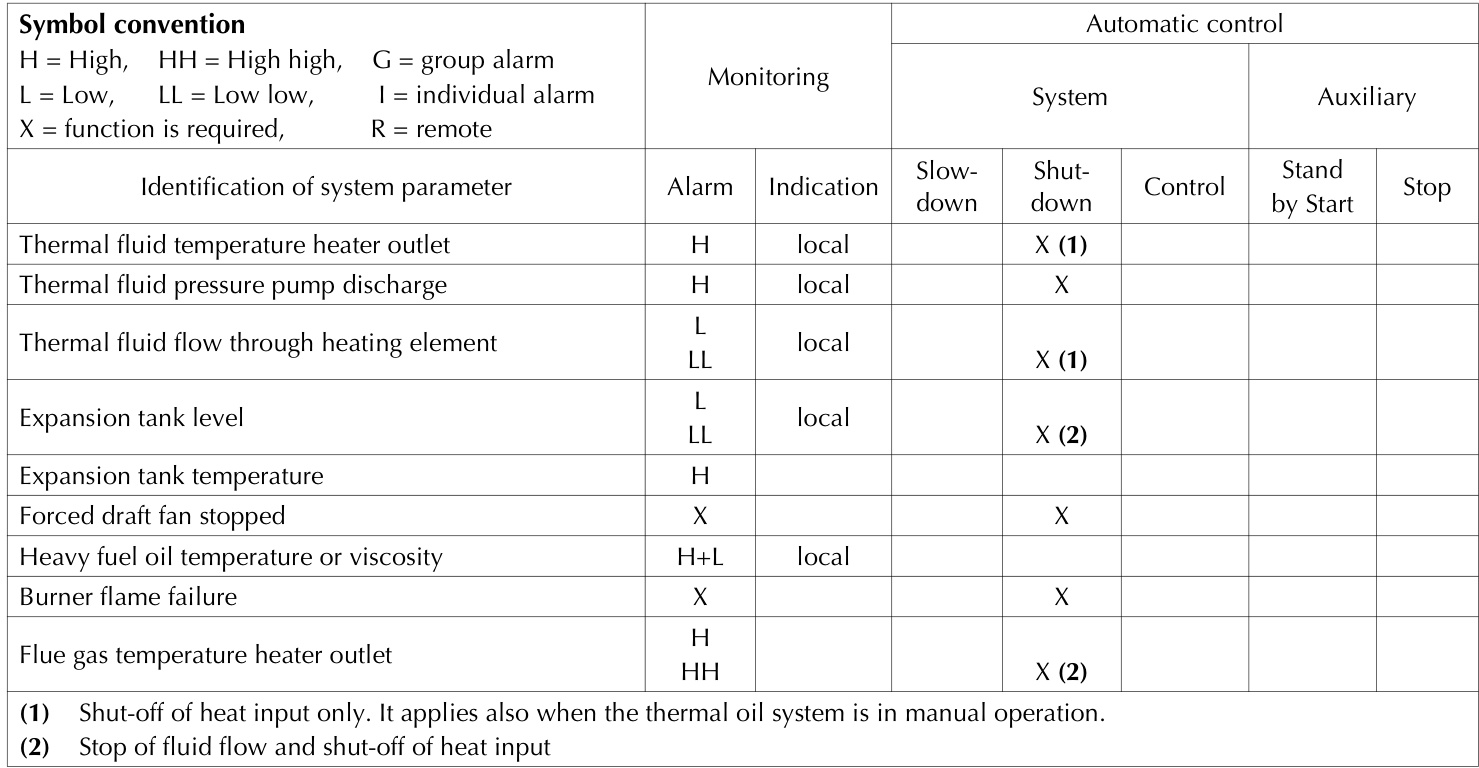 Symbol convention
H = High, HH = High high, G = group alarm
L = Low, LL = Low low, I = individual alarm
X = function is required, R = remote
Monitoring
Automatic control
System
Auxiliary
Identification of system parameter
Alarm
Indication
Slow-
down
Shut-
down
Control
Stand
by Start
Stop
Thermal fluid temperature heater outlet H local X (1)
Thermal fluid pressure pump discharge H local X
Thermal fluid flow through heating element
L
LL
local
X (1)
Expansion tank level
L
LL
local
X (2)
Expansion tank temperature H
Forced draft fan stopped X X
Heavy fuel oil temperature or viscosity H+L local
Burner flame failure X X
Flue gas temperature heater outlet
H
HH
X (2)
(1) Shut-off of heat input only. It applies also when the thermal oil system is in manual operation.
(2) Stop of fluid flow and shut-off of heat input